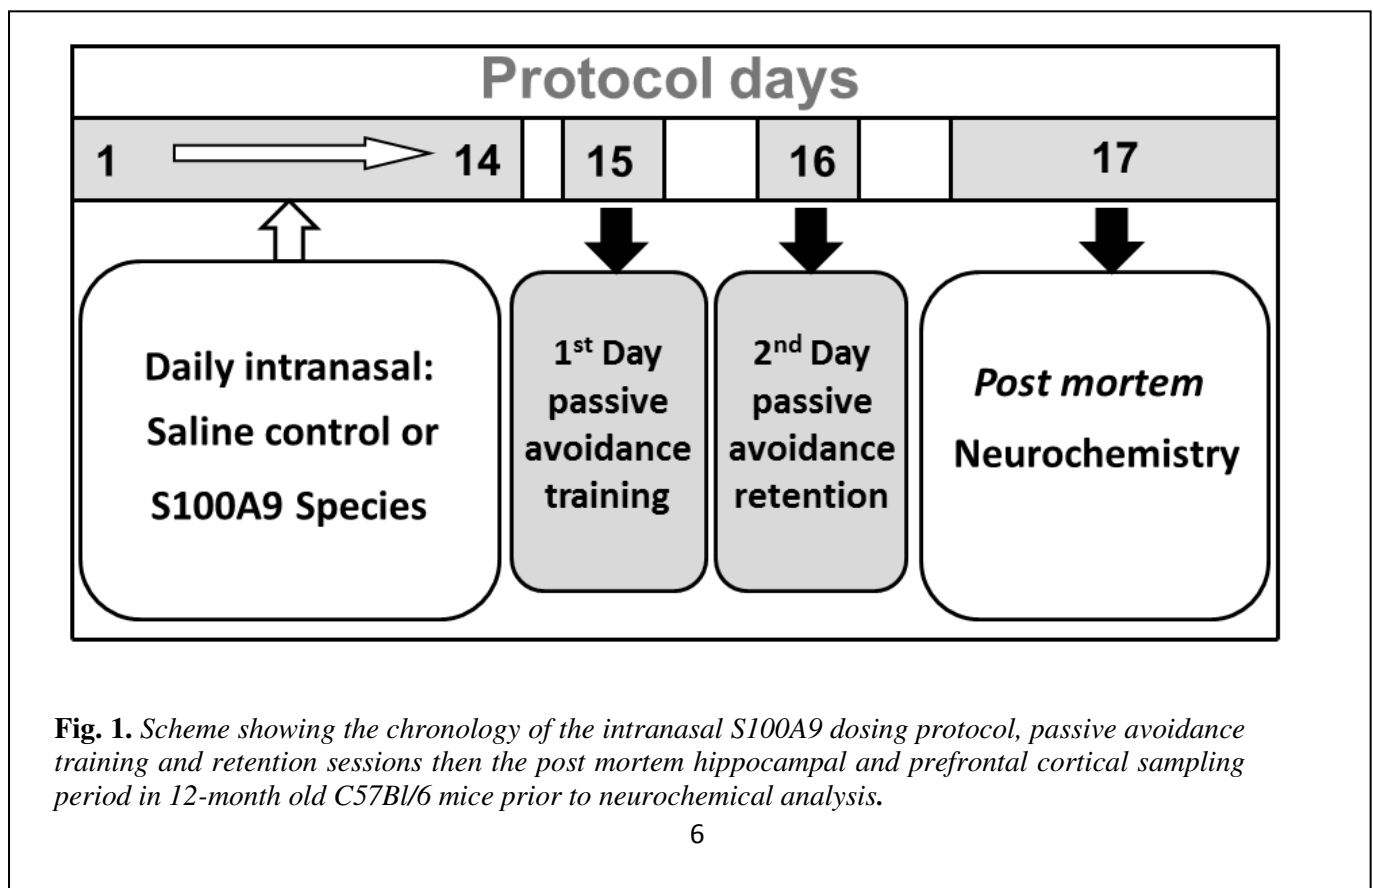 Protocol days
1 14 15 16 17
Daily intranasal:
Saline control or
S100A9 Species
1st Day
passive
avoidance
training
2nd Day
passive
avoidance
retention
Post mortem
Neurochemistry
Fig. 1. Scheme showing the chronology of the intranasal S100A9 dosing protocol, passive avoidance
training and retention sessions then the post mortem hippocampal and prefrontal cortical sampling
period in 12-month old C57Bl/6 mice prior to neurochemical analysis.
6